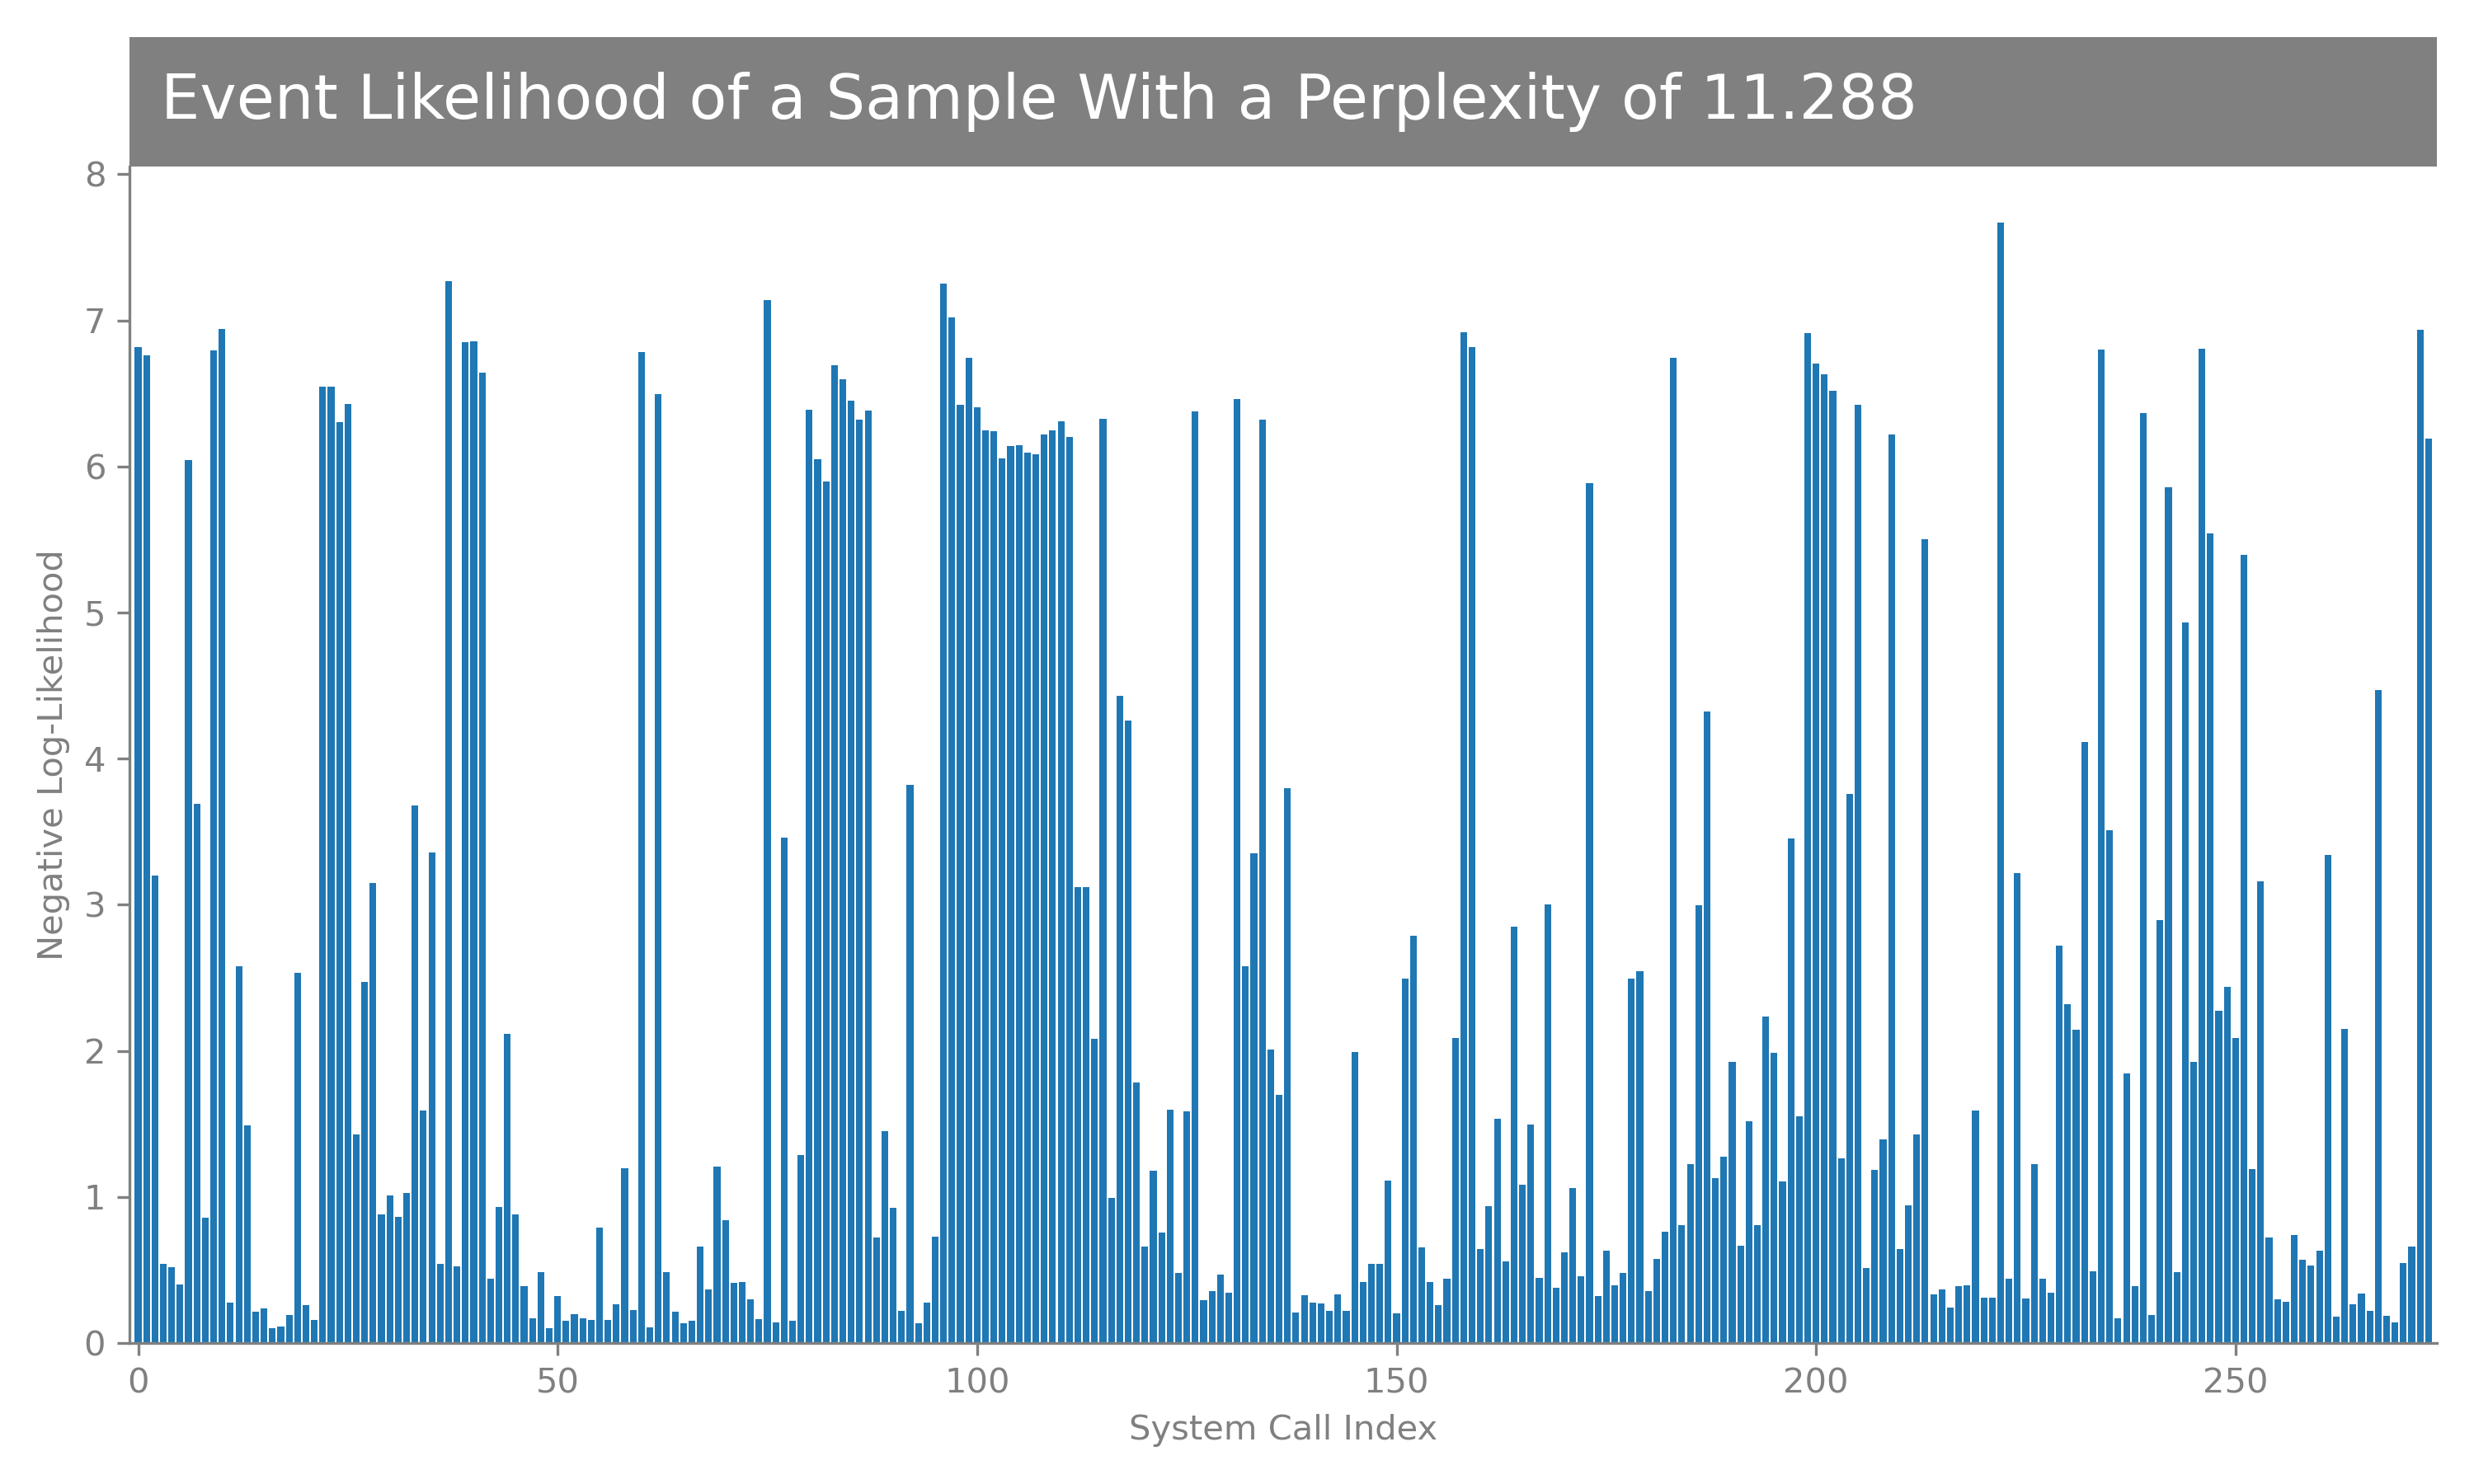 Event Likelihood of a Sample With a Perplexity of 11.288
8
7
6
5
4
3
2
1
0
Negative Log-Likelihood
0 50 100 150 200 250
System Call Index